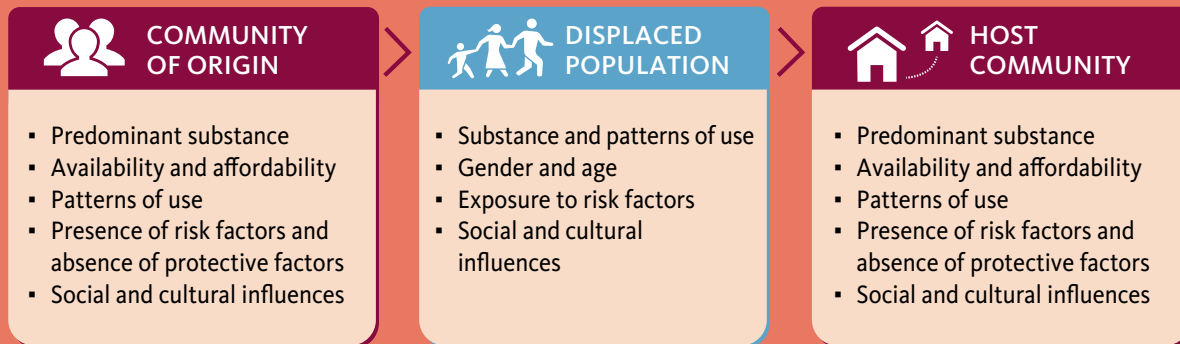 COMMUNITY
OF ORIGIN
▪ Predominant substance
▪ Availability and affordability
▪ Patterns of use
▪ Presence of risk factors and
absence of protective factors
▪ Social and cultural influences
DISPLACED
POPULATION
▪ Substance and patterns of use
▪ Gender and age
▪ Exposure to risk factors
▪ Social and cultural
influences
HOST
COMMUNITY
▪ Predominant substance
▪ Availability and affordability
▪ Patterns of use
▪ Presence of risk factors and
absence of protective factors
▪ Social and cultural influences